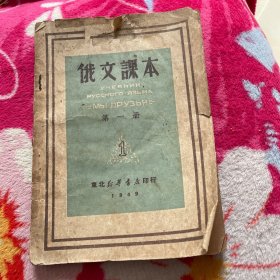 俄文課本
УЧЕБНИК
РУССКОГО ЯЗЫКА
«МЫ ДРУЗЬЯ»
第一冊
1
東北新華書店印行
1949